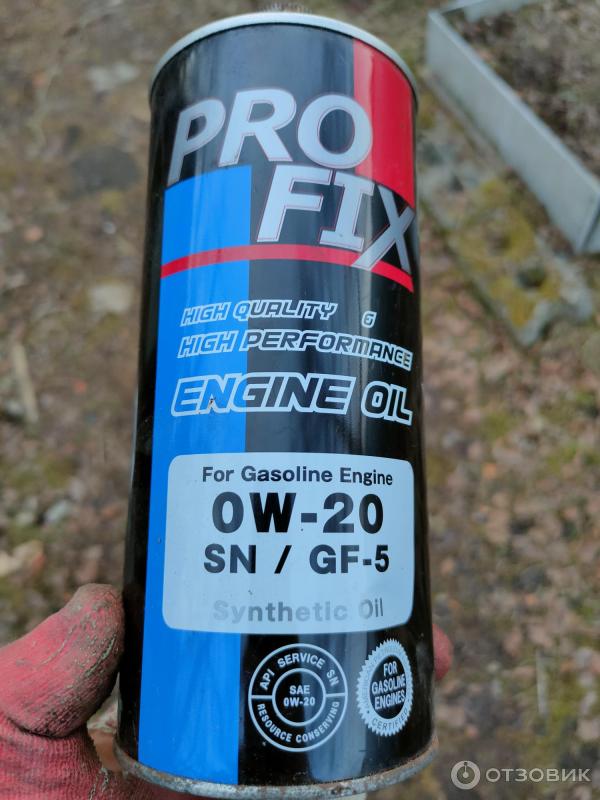 PRO
FIX
HIGH QUALITY &
HIGH PERFORMANCE
ENGINE OIL
For Gasoline Engine
0W-20
SN / GF-5
Synthetic Oil
API SERVICE SN
SAE
0W-20
RESOURCE CONSERVING
FOR
GASOLINE
ENGINES
CERTIFIED
ОТЗОВИК